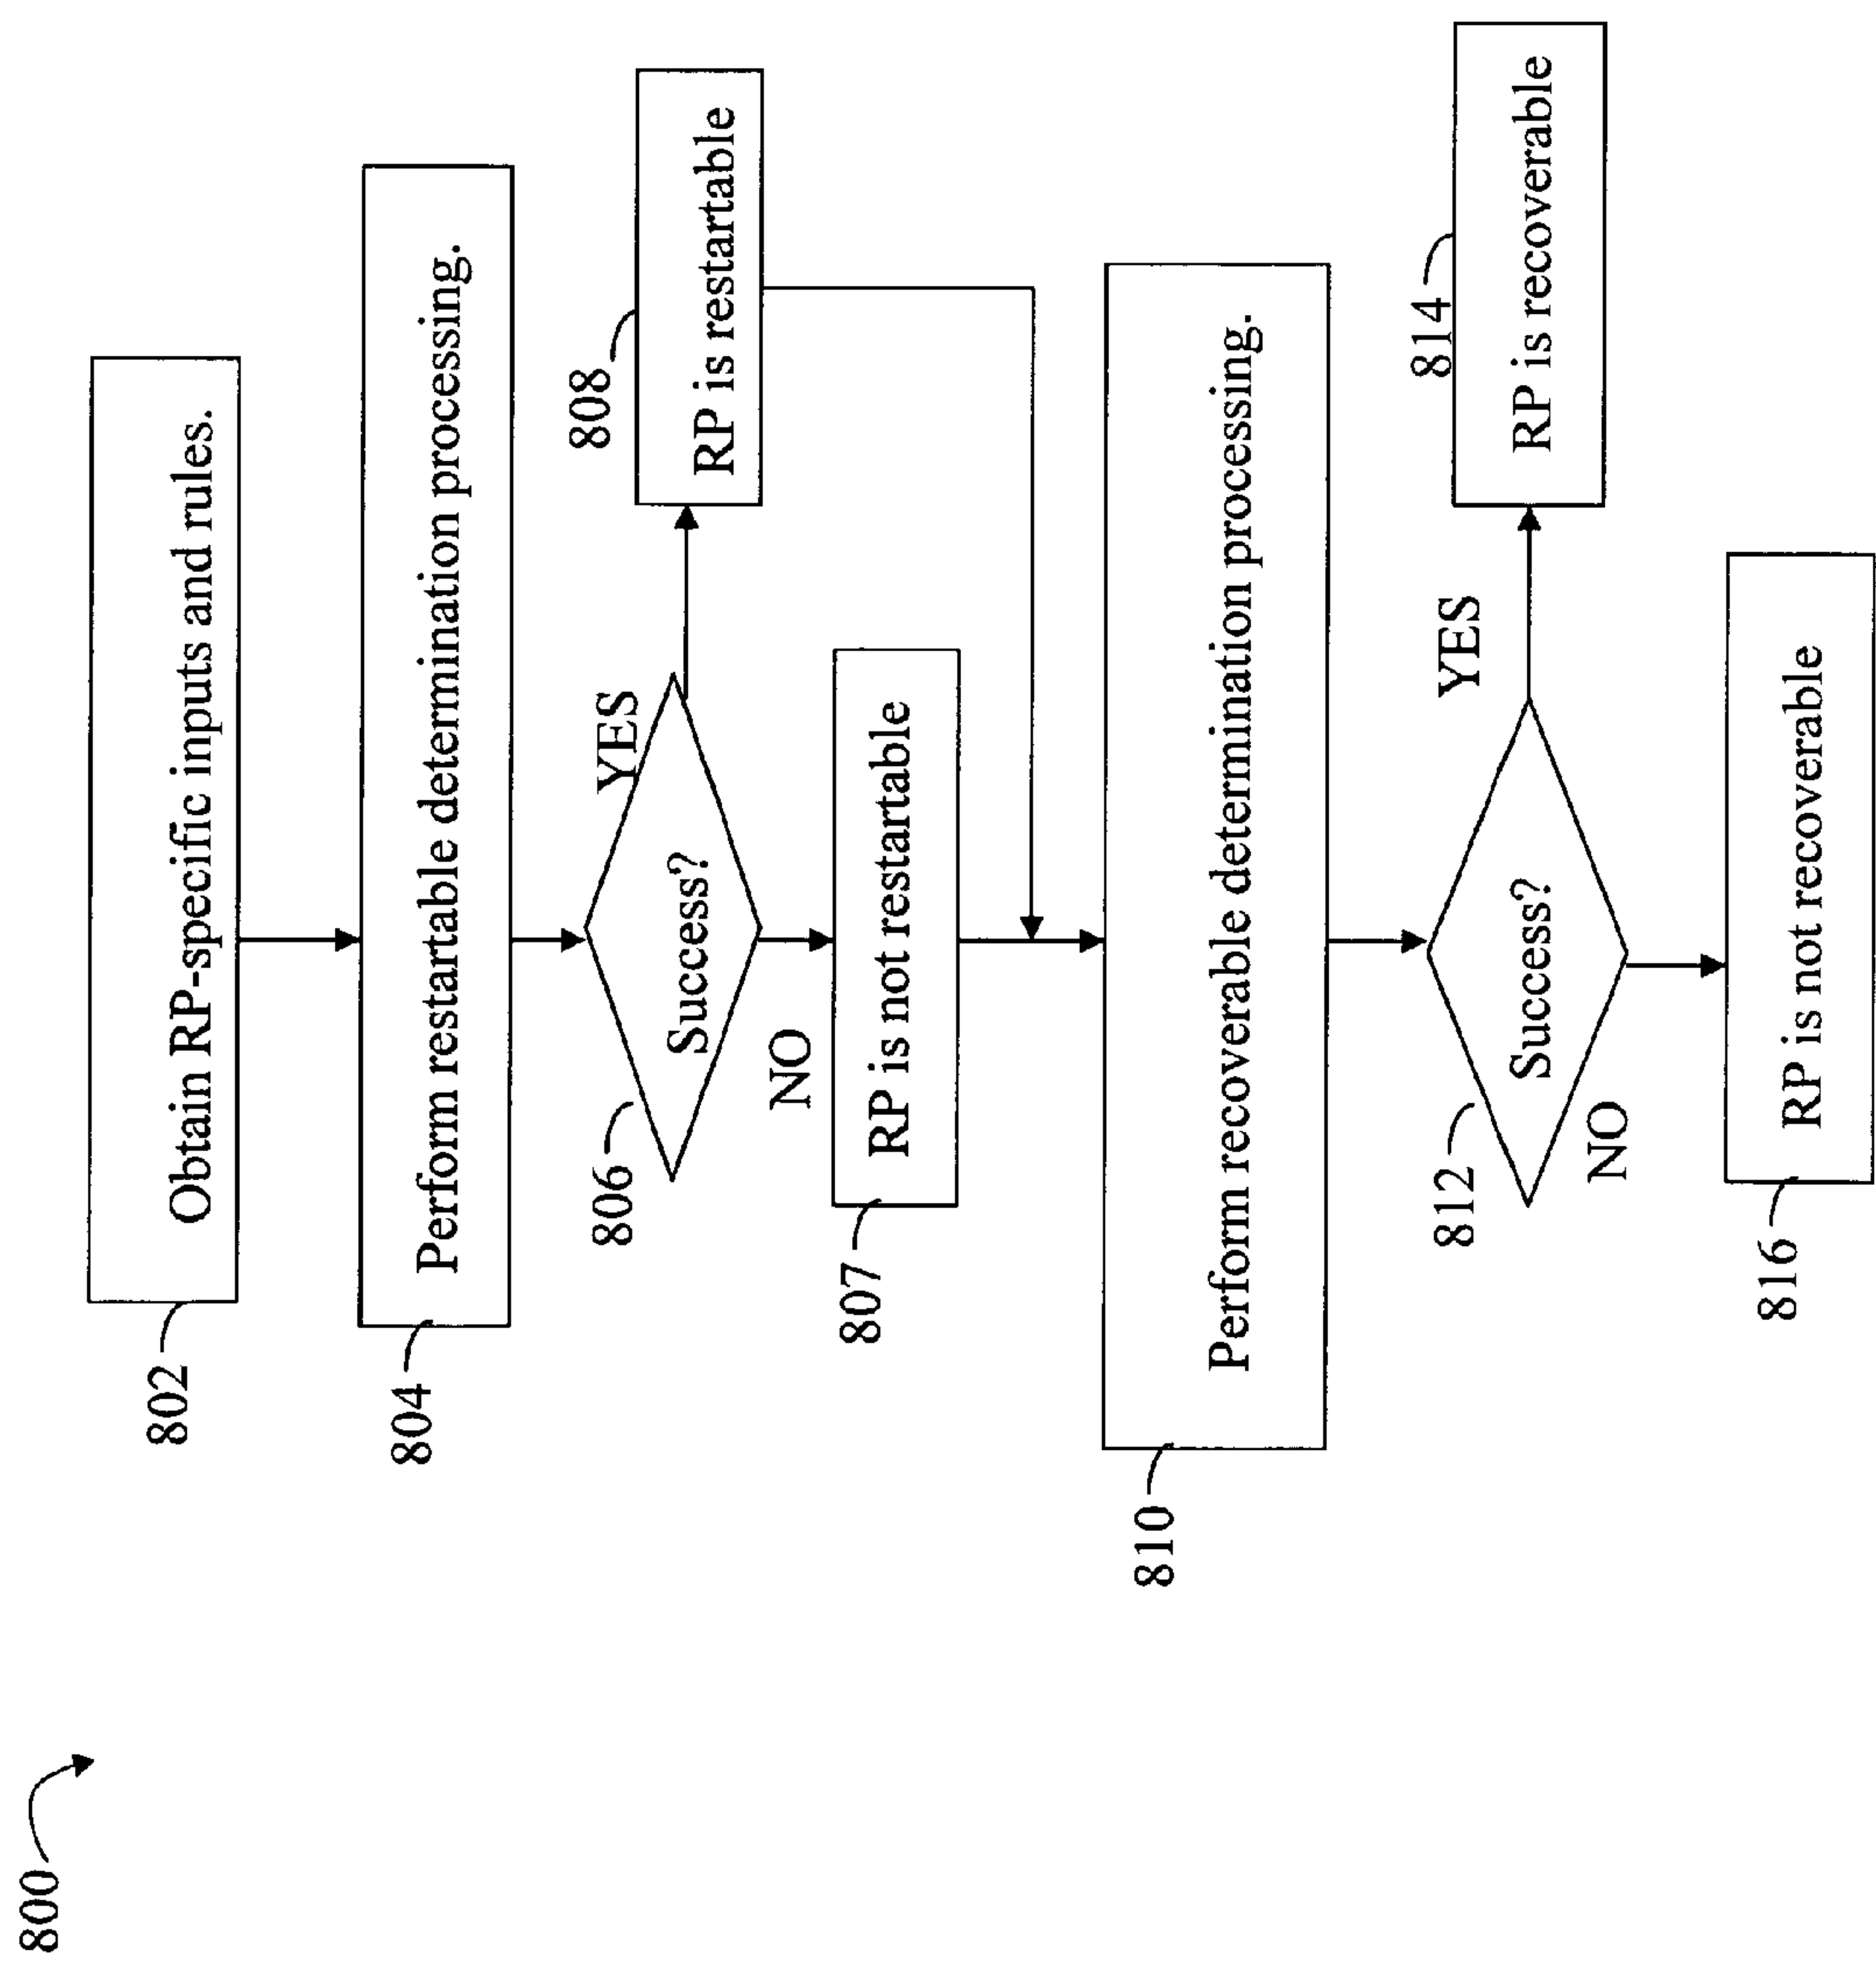 800
802
Obtain RP-specific inputs and rules.
804
Perform restartable determination processing.
806
Success?
YES
808
RP is restartable
NO
807
RP is not restartable
810
Perform recoverable determination processing.
812
Success?
YES
814
RP is recoverable
NO
816
RP is not recoverable